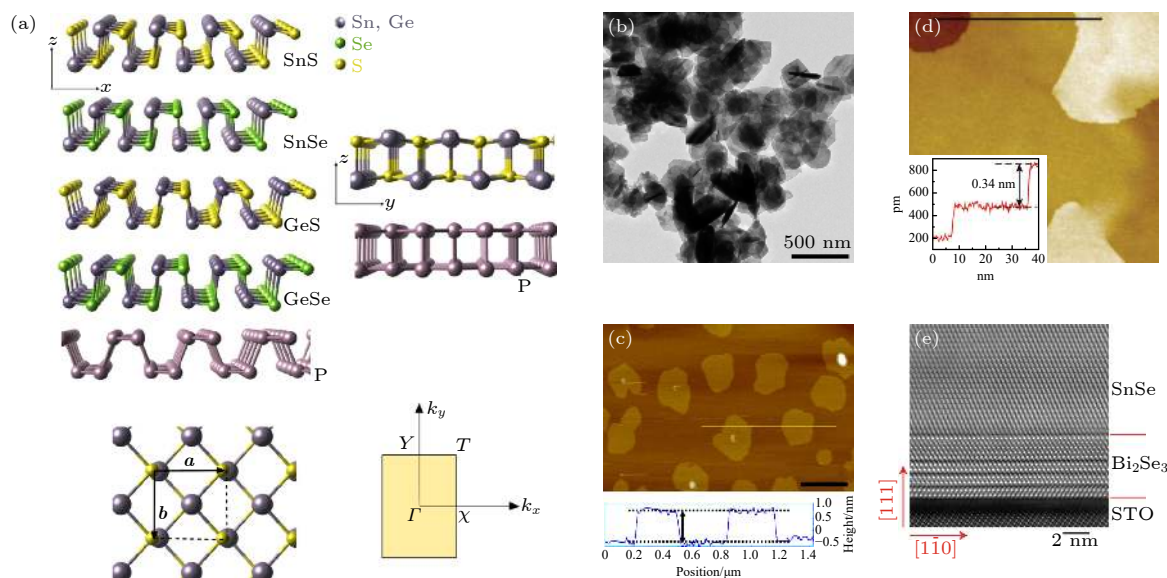 (a)
z
x
Sn, Ge
Se
S
SnS
SnSe
GeS
GeSe
P
z
y
P
a
b
k_y
Y
T
Γ
χ
k_x
(b)
500 nm
(c)
1.0
0.5
0
−0.5
Height/nm
0 0.2 0.4 0.6 0.8 1.0 1.2 1.4
Position/μm
(d)
800
600
400
200
pm
0.34 nm
0 10 20 30 40
nm
(e)
SnSe
Bi₂Se₃
STO
[111]
[11̄0]
2 nm